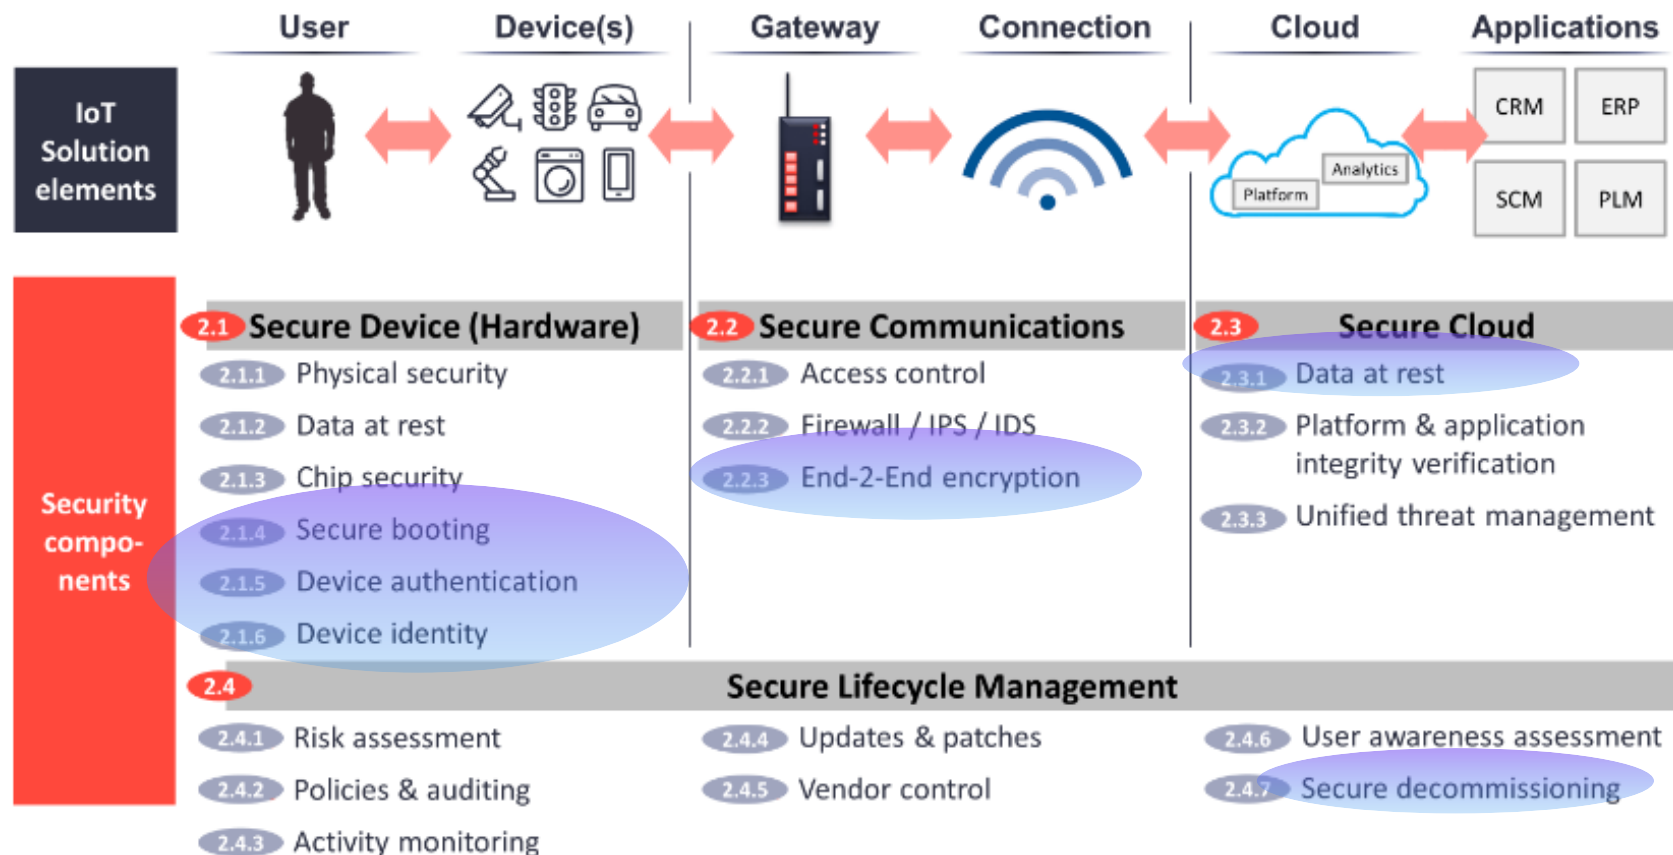 User
Device(s)
Gateway
Connection
Cloud
Applications
IoT
Solution
elements
CRM
ERP
Analytics
Platform
SCM
PLM
Security
compo-
nents
2.1 Secure Device (Hardware)
2.1.1 Physical security
2.1.2 Data at rest
2.1.3 Chip security
2.1.4 Secure booting
2.1.5 Device authentication
2.1.6 Device identity
2.2 Secure Communications
2.2.1 Access control
2.2.2 Firewall / IPS / IDS
2.2.3 End-2-End encryption
2.3 Secure Cloud
2.3.1 Data at rest
2.3.2 Platform & application
integrity verification
2.3.3 Unified threat management
2.4 Secure Lifecycle Management
2.4.1 Risk assessment
2.4.2 Policies & auditing
2.4.3 Activity monitoring
2.4.4 Updates & patches
2.4.5 Vendor control
2.4.6 User awareness assessment
2.4.7 Secure decommissioning